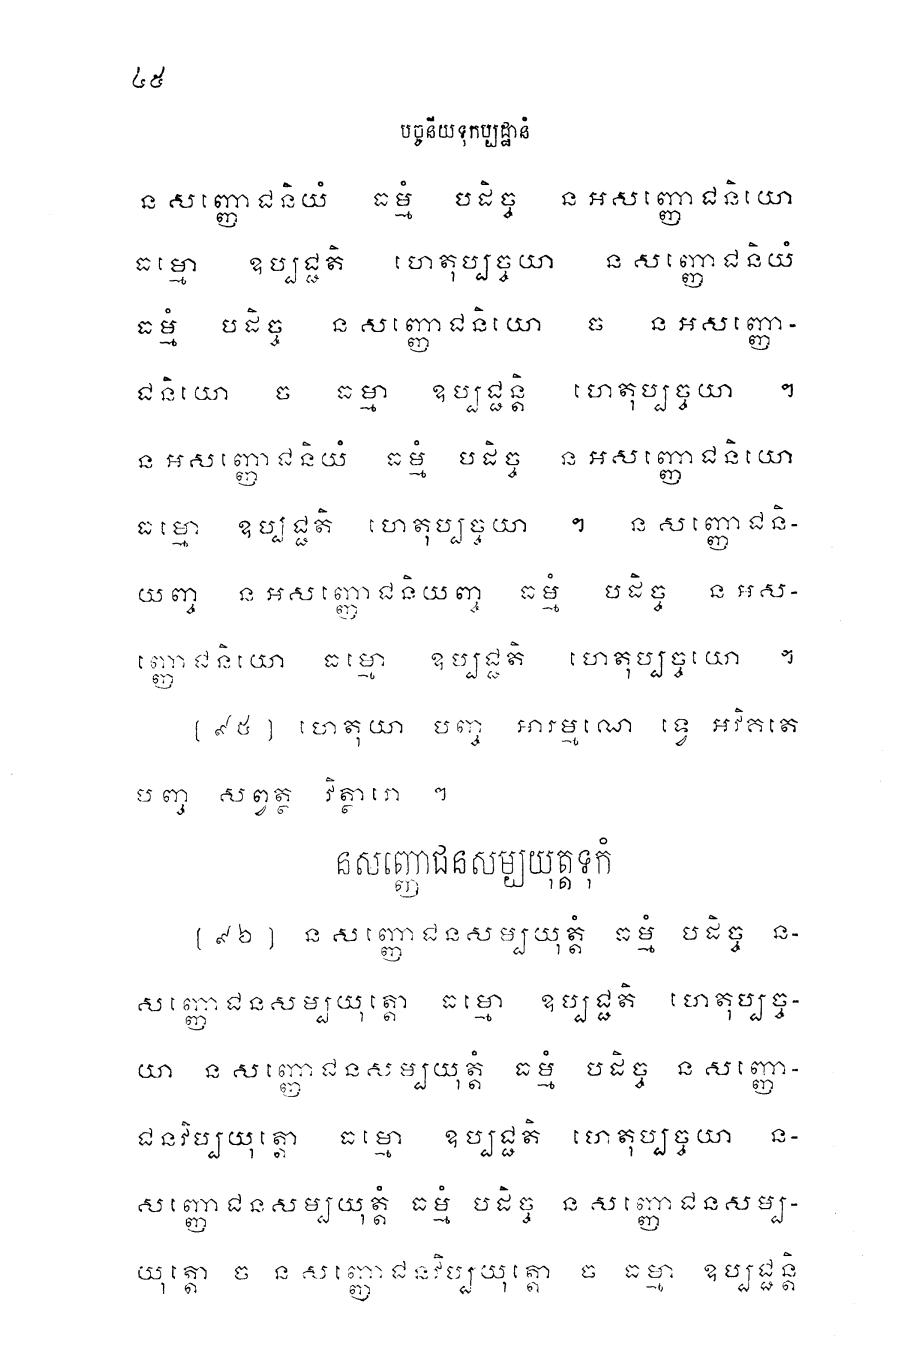 ៤៥
បច្ចនីយទុកប្បដ្ឋានំ
ន សញ្ញោជនិយំ ធម្មំ បដិច្ច ន អសញ្ញោជនិយោ
ធម្មោ ឧប្បជ្ជតិ ហេតុប្បច្ចយា ន សញ្ញោជនិយំ
ធម្មំ បដិច្ច ន សញ្ញោជនិយោ ច ន អសញ្ញោ-
ជនិយោ ច ធម្មា ឧប្បជ្ជន្តិ ហេតុប្បច្ចយា ។
ន អសញ្ញោជនិយំ ធម្មំ បដិច្ច ន អសញ្ញោជនិយោ
ធម្មោ ឧប្បជ្ជតិ ហេតុប្បច្ចយា ។ ន សញ្ញោជនិ-
យញ្ច ន អសញ្ញោជនិយញ្ច ធម្មំ បដិច្ច ន អស-
ញ្ញោជនិយោ ធម្មោ ឧប្បជ្ជតិ ហេតុប្បច្ចយោ ។
[ ៩៥ ] ហេតុយា បញ្ច អារម្មណេ ទ្វេ អវិគតេ
បញ្ច សព្វត្ថ វិត្ថារោ ។
នសញ្ញោជនសម្បយុត្តទុកំ
[ ៩៦ ] ន សញ្ញោជនសម្បយុត្តំ ធម្មំ បដិច្ច ន-
សញ្ញោជនសម្បយុត្តោ ធម្មោ ឧប្បជ្ជតិ ហេតុប្បច្ច-
យា ន សញ្ញោជនសម្បយុត្តំ ធម្មំ បដិច្ច ន សញ្ញោ-
ជនវិប្បយុត្តោ ធម្មោ ឧប្បជ្ជតិ ហេតុប្បច្ចយា ន-
សញ្ញោជនសម្បយុត្តំ ធម្មំ បដិច្ច ន សញ្ញោជនសម្ប-
យុត្តោ ច ន សញ្ញោជនវិប្បយុត្តោ ច ធម្មា ឧប្បជ្ជន្តិ